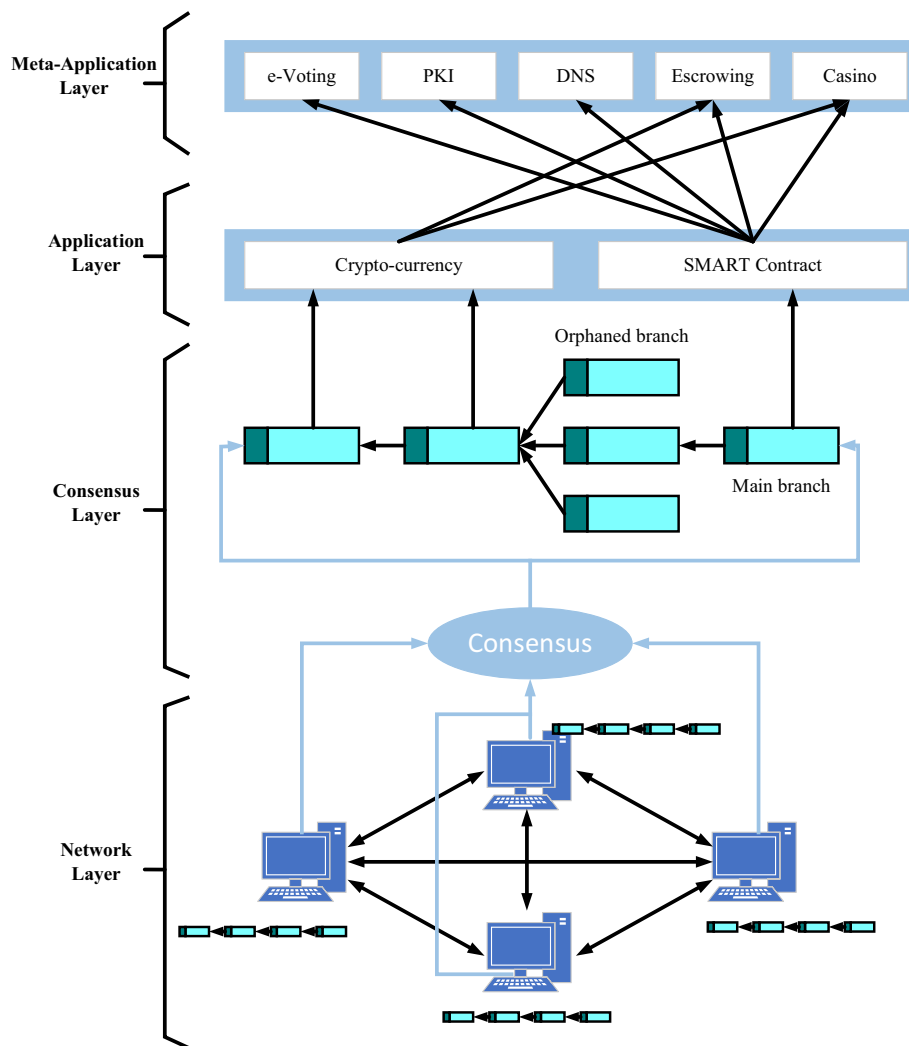 Meta-Application
Layer
e-Voting
PKI
DNS
Escrowing
Casino
Application
Layer
Crypto-currency
SMART Contract
Orphaned branch
Main branch
Consensus
Layer
Consensus
Network
Layer